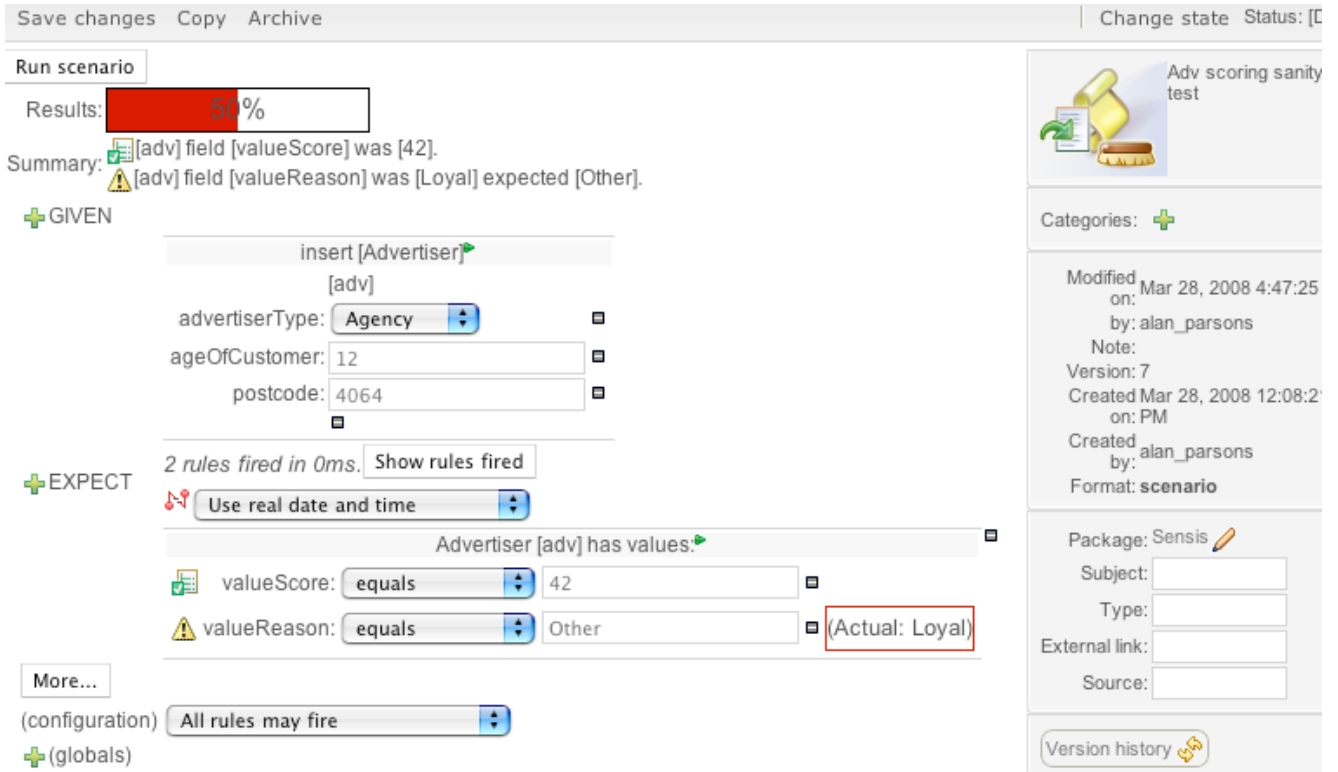 Save changes Copy Archive
Change state Status: [D
Run scenario
Results: 50%
Summary: [adv] field [valueScore] was [42].
[adv] field [valueReason] was [Loyal] expected [Other].
GIVEN
insert [Advertiser]
[adv]
advertiserType: Agency
ageOfCustomer: 12
postcode: 4064
EXPECT
2 rules fired in 0ms. Show rules fired
Use real date and time
Advertiser [adv] has values:
valueScore: equals 42
valueReason: equals Other (Actual: Loyal)
More...
(configuration) All rules may fire
(globals)
Adv scoring sanity
test
Categories:
Modified
on: Mar 28, 2008 4:47:25
by: alan_parsons
Note:
Version: 7
Created Mar 28, 2008 12:08:21
on: PM
Created
by: alan_parsons
Format: scenario
Package: Sensis
Subject:
Type:
External link:
Source:
Version history